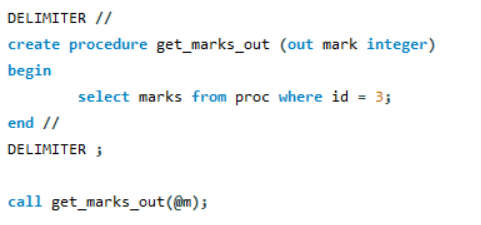 DELIMITER //
create procedure get_marks_out (out mark integer)
begin
select marks from proc where id = 3;
end //
DELIMITER ;
call get_marks_out(@m);